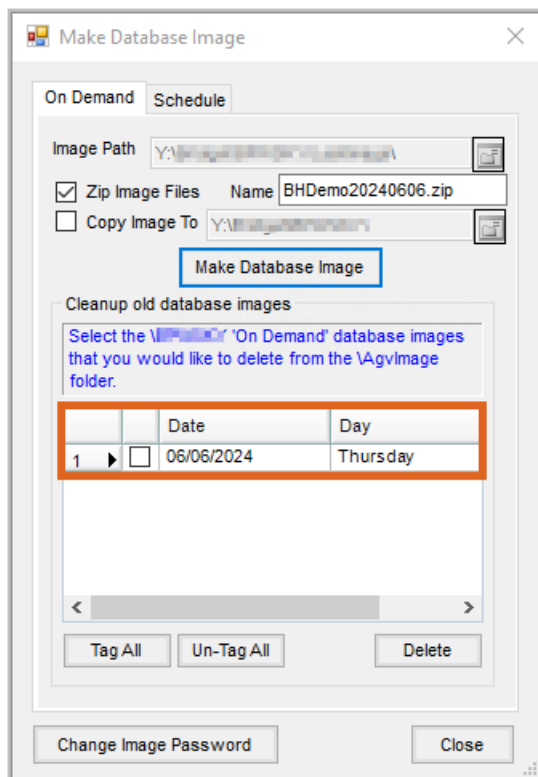 Make Database Image
On Demand
Schedule
Image Path Y:\ \
Zip Image Files Name BHDemo20240606.zip
Copy Image To Y:\
Make Database Image
Cleanup old database images
Select the \ 'On Demand' database images
that you would like to delete from the \AgvImage
folder.
Date Day
1 06/06/2024 Thursday
Tag All Un-Tag All Delete
Change Image Password Close